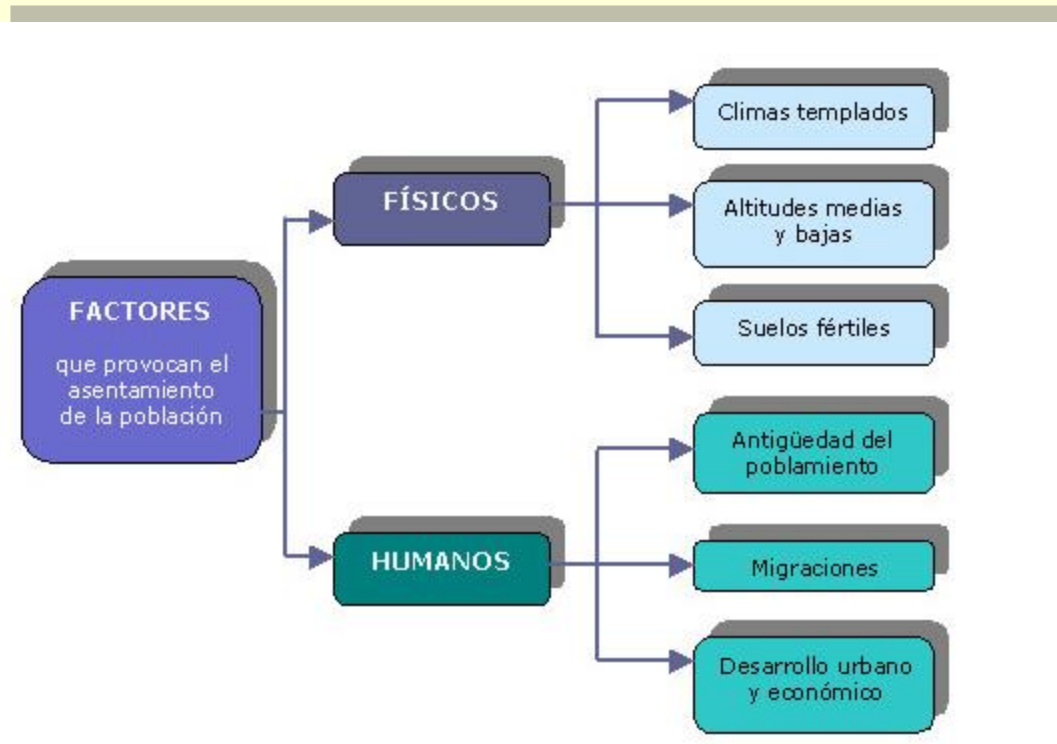 FACTORES
que provocan el
asentamiento
de la población
FÍSICOS
Climas templados
Altitudes medias
y bajas
Suelos fértiles
HUMANOS
Antigüedad del
poblamiento
Migraciones
Desarrollo urbano
y económico